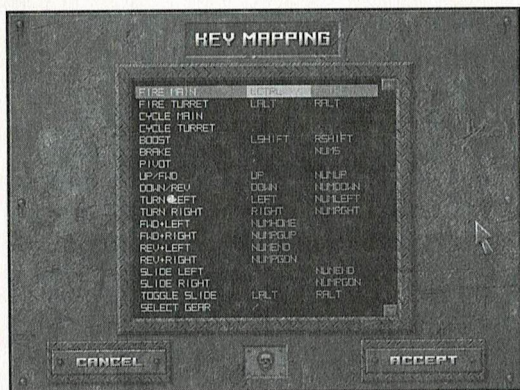 KEY MAPPING
FIRE MAIN LCTRL
FIRE TURRET LALT RALT
CYCLE MAIN
CYCLE TURRET
BOOST LSHIFT RSHIFT
BRAKE NUM5
PIVOT
UP/FWD UP NUMUP
DOWN/REV DOWN NUMDOWN
TURN LEFT LEFT NUMLEFT
TURN RIGHT RIGHT NUMRGHT
FWD+LEFT NUMHOME
FWD+RIGHT NUMPGUP
REV+LEFT NUMEND
REV+RIGHT NUMPGDN
SLIDE LEFT NUMEND
SLIDE RIGHT NUMPGDN
TOGGLE SLIDE LALT RALT
SELECT GEAR
CANCEL ACCEPT